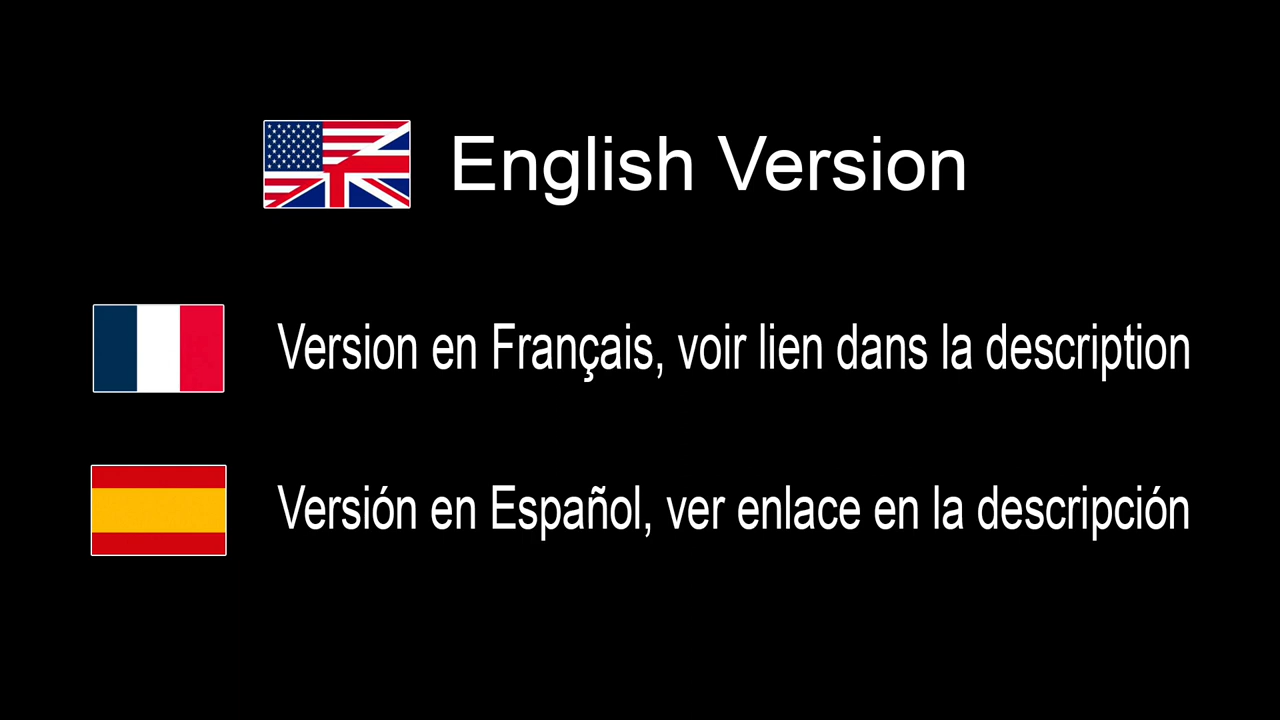 English Version
Version en Français, voir lien dans la description
Versión en Español, ver enlace en la descripción